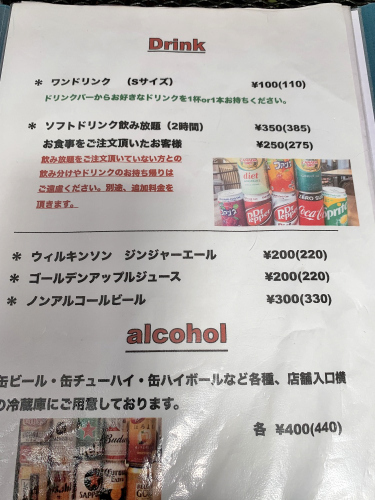 Drink
* ワンドリンク (Sサイズ) ¥100(110)
ドリンクバーからお好きなドリンクを1杯or1本お持ちください。
* ソフトドリンク飲み放題 (2時間) ¥350(385)
お食事をご注文頂いたお客様 ¥250(275)
飲み放題をご注文頂いていない方との
飲み分けやドリンクのお持ち帰りは
ご遠慮ください。別途、追加料金を
頂きます。
* ウィルキンソン ジンジャーエール ¥200(220)
* ゴールデンアップルジュース ¥200(220)
* ノンアルコールビール ¥300(330)
alcohol
缶ビール・缶チューハイ・缶ハイボールなど各種、店舗入口横
の冷蔵庫にご用意しております。
各 ¥400(440)